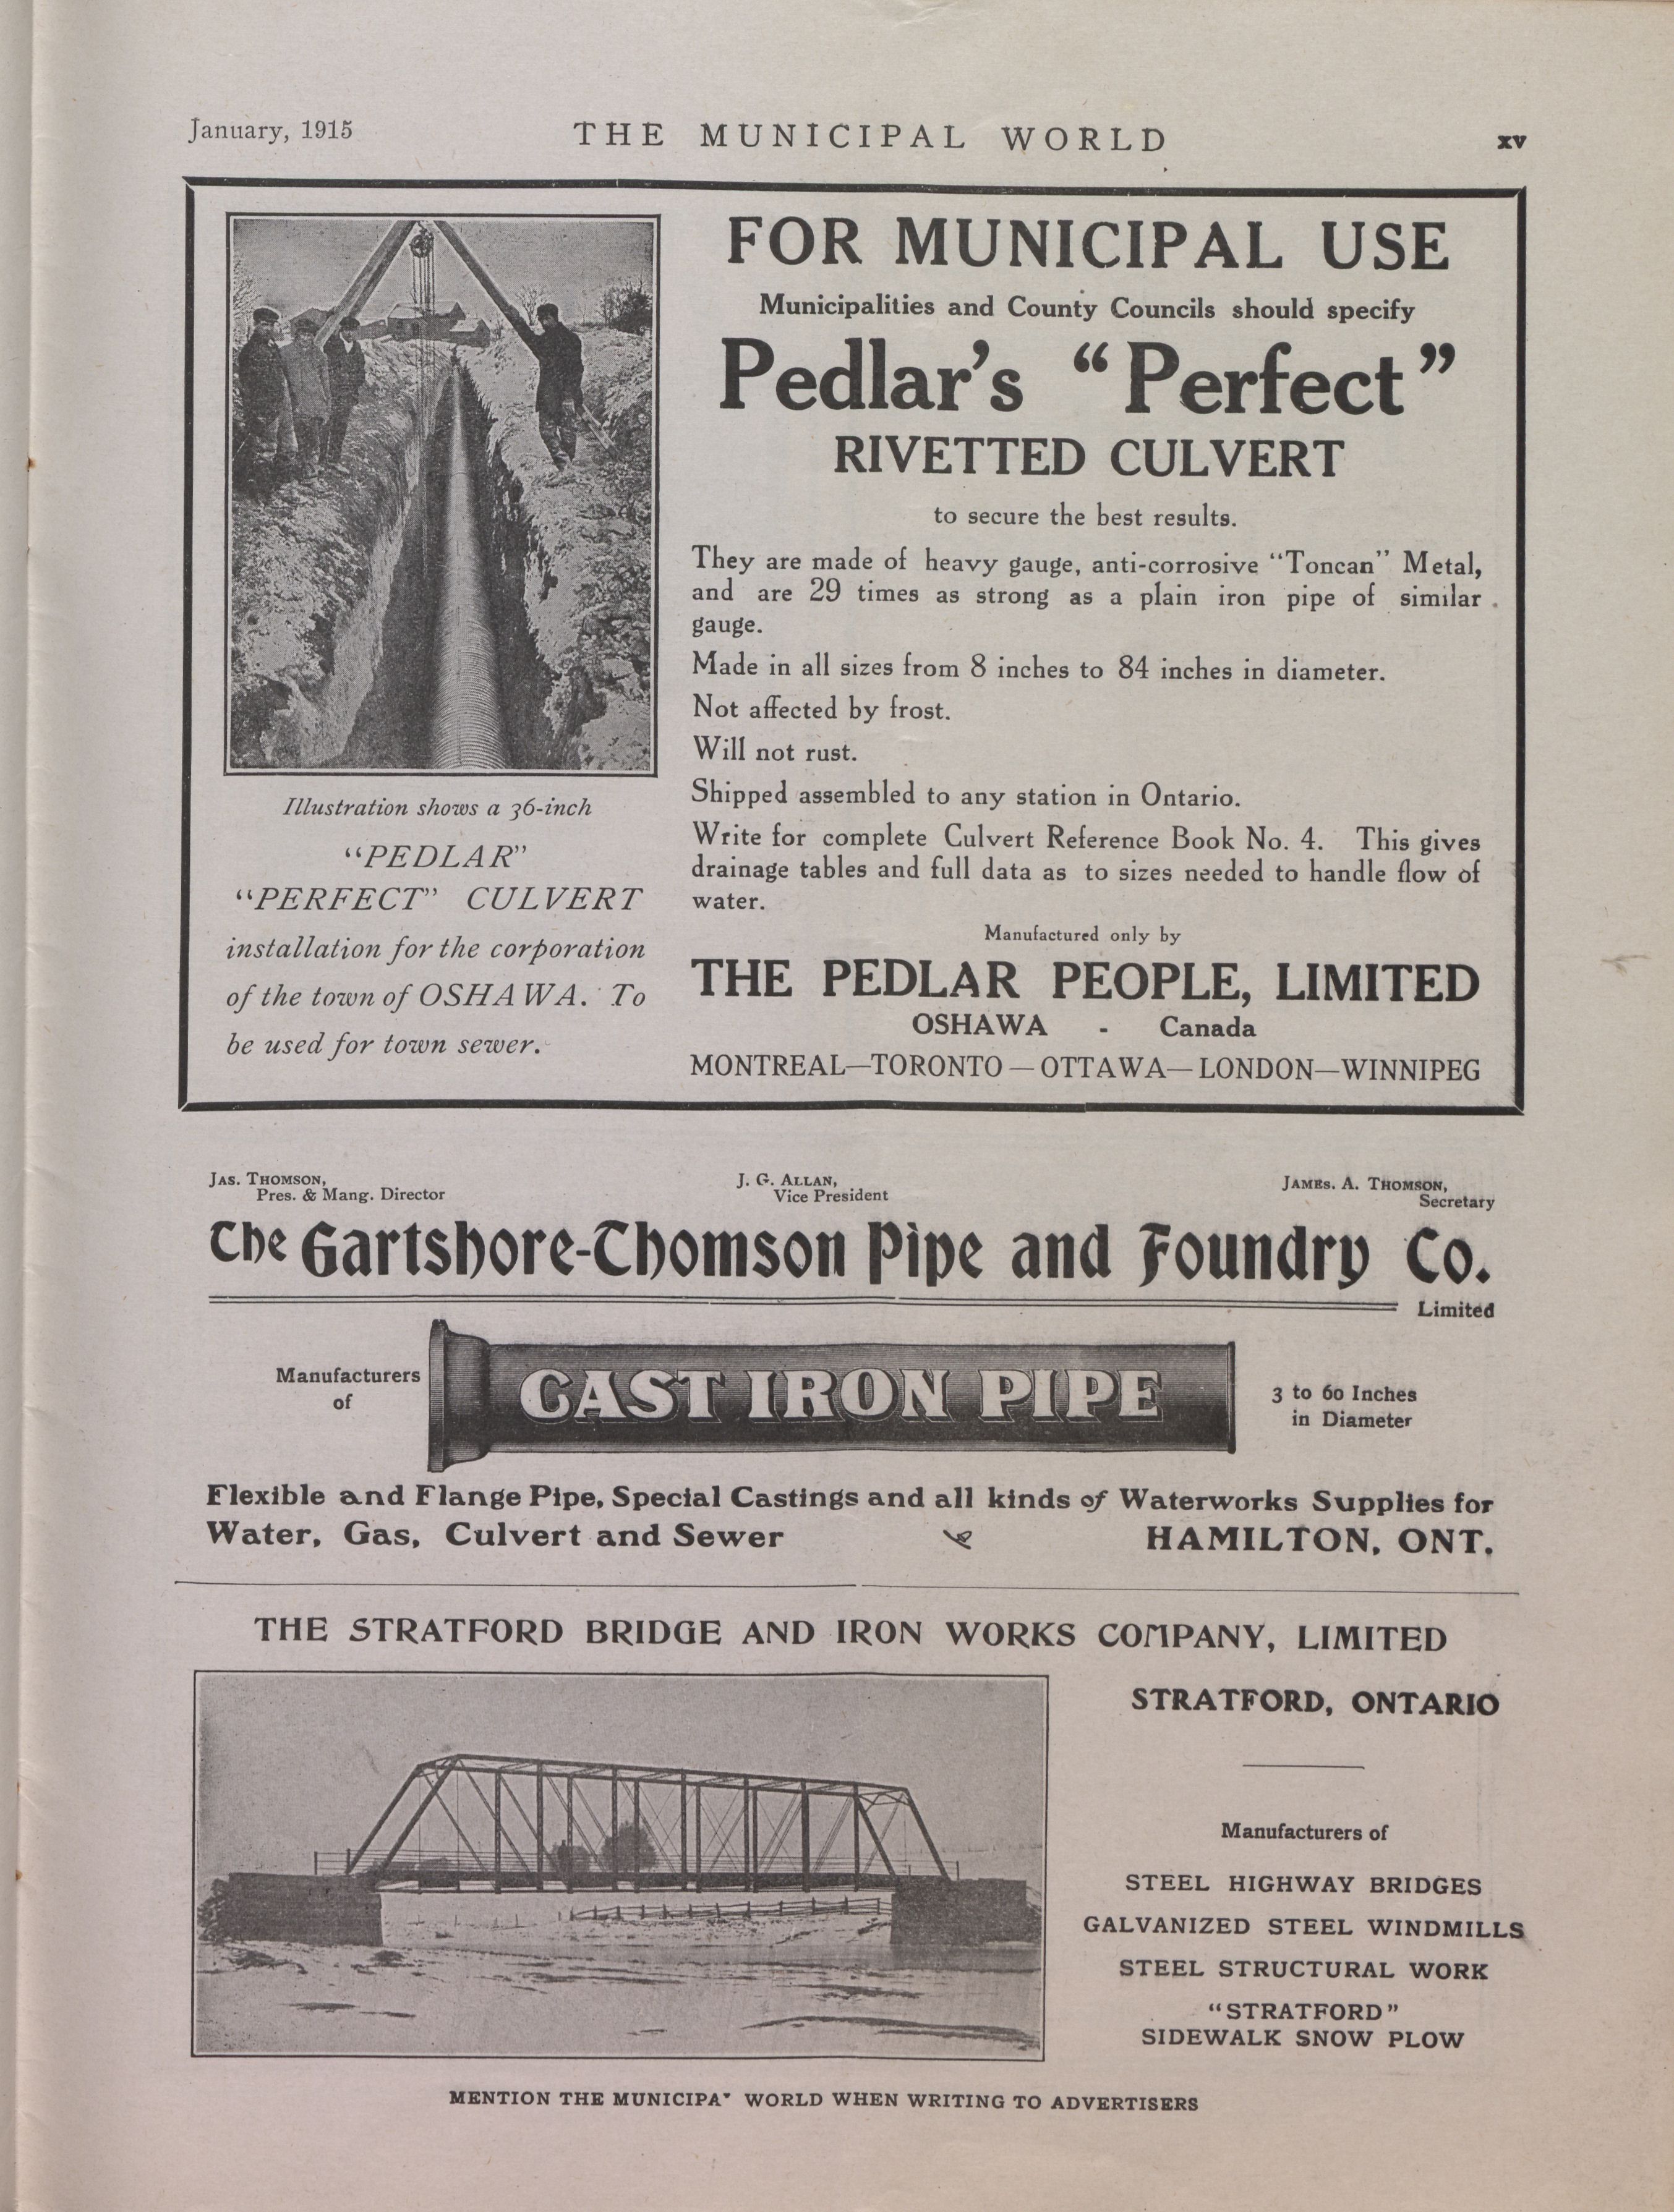 January, 1915
THE MUNICIPAL WORLD
xv
FOR MUNICIPAL USE
Municipalities and County Councils should specify
Pedlar's "Perfect"
RIVETTED CULVERT
to secure the best results.
They are made of heavy gauge, anti-corrosive "Toncan" Metal,
and are 29 times as strong as a plain iron pipe of similar
gauge.
Made in all sizes from 8 inches to 84 inches in diameter.
Not affected by frost.
Will not rust.
Shipped assembled to any station in Ontario.
Write for complete Culvert Reference Book No. 4. This gives
drainage tables and full data as to sizes needed to handle flow of
water.
Manufactured only by
THE PEDLAR PEOPLE, LIMITED
OSHAWA - Canada
MONTREAL—TORONTO—OTTAWA—LONDON—WINNIPEG
Illustration shows a 36-inch
"PEDLAR"
"PERFECT" CULVERT
installation for the corporation
of the town of OSHAWA. To
be used for town sewer.
JAS. THOMSON,
Pres. & Mang. Director
J. G. ALLAN,
Vice President
JAMES. A. THOMSON,
Secretary
The Gartshore-Thomson Pipe and Foundry Co.
Limited
Manufacturers
of
CAST IRON PIPE
3 to 60 Inches
in Diameter
Flexible and Flange Pipe, Special Castings and all kinds of Waterworks Supplies for
Water, Gas, Culvert and Sewer
HAMILTON, ONT.
THE STRATFORD BRIDGE AND IRON WORKS COMPANY, LIMITED
STRATFORD, ONTARIO
Manufacturers of
STEEL HIGHWAY BRIDGES
GALVANIZED STEEL WINDMILLS
STEEL STRUCTURAL WORK
"STRATFORD"
SIDEWALK SNOW PLOW
MENTION THE MUNICIPA" WORLD WHEN WRITING TO ADVERTISERS